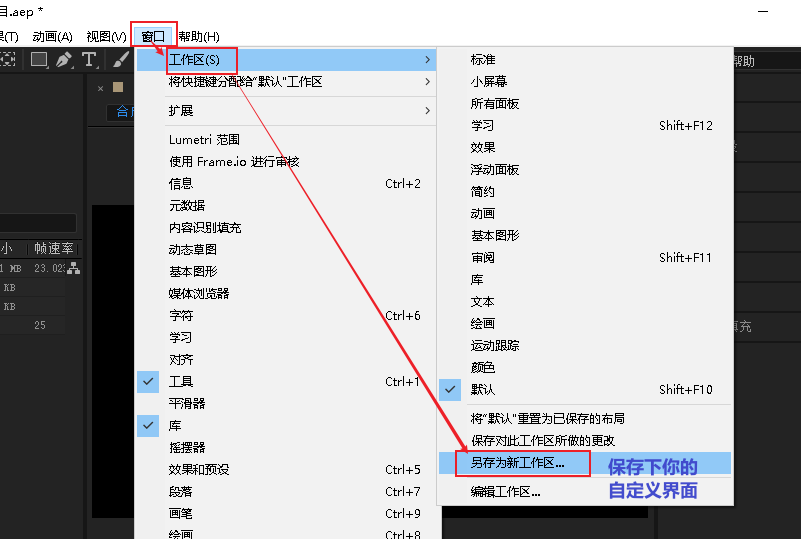 目.aep *
果(T) 动画(A) 视图(V) 窗口 帮助(H)
工作区(S)
将快捷键分配给“默认”工作区
扩展
Lumetri 范围
使用 Frame.io 进行审核
信息 Ctrl+2
元数据
内容识别填充
动态草图
基本图形
媒体浏览器
字符 Ctrl+6
学习
对齐
工具 Ctrl+1
平滑器
库
摇摆器
效果和预设 Ctrl+5
段落 Ctrl+7
画笔 Ctrl+9
绘画 Ctrl+8
标准
小屏幕
所有面板
学习 Shift+F12
效果
浮动面板
简约
动画
基本图形
审阅 Shift+F11
库
文本
绘画
运动跟踪
颜色
默认 Shift+F10
将“默认”重置为已保存的布局
保存对此工作区所做的更改
另存为新工作区...
编辑工作区...
保存下你的
自定义界面
小 帧速率
MB 23.02
KB
KB
25
帮助
填充